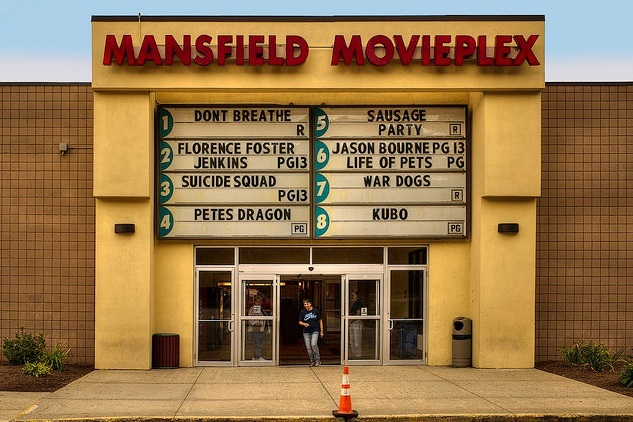 MANSFIELD MOVIEPLEX
1 DONT BREATHE
R
2 FLORENCE FOSTER
JENKINS PG13
3 SUICIDE SQUAD
PG13
4 PETES DRAGON
PG
5 SAUSAGE
PARTY R
6 JASON BOURNE PG 13
LIFE OF PETS PG
7 WAR DOGS
R
8 KUBO
PG